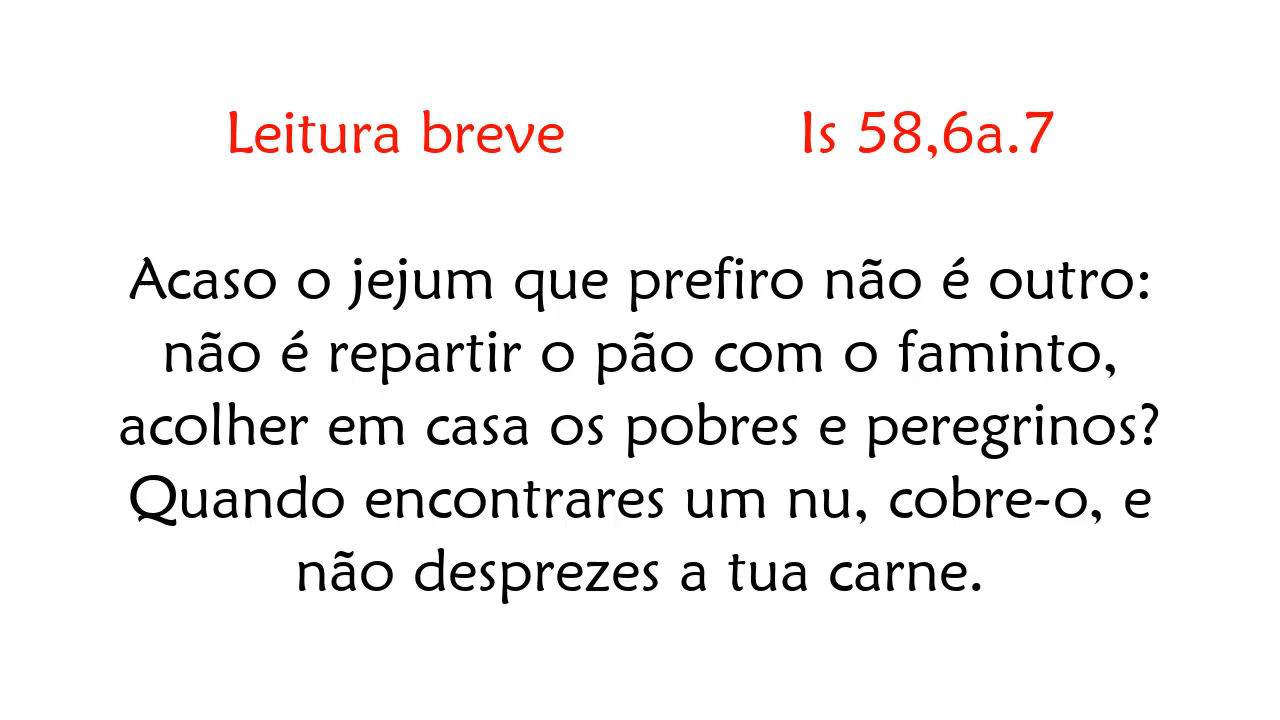 Leitura breve Is 58,6a.7
Acaso o jejum que prefiro não é outro:
não é repartir o pão com o faminto,
acolher em casa os pobres e peregrinos?
Quando encontrares um nu, cobre-o, e
não desprezes a tua carne.